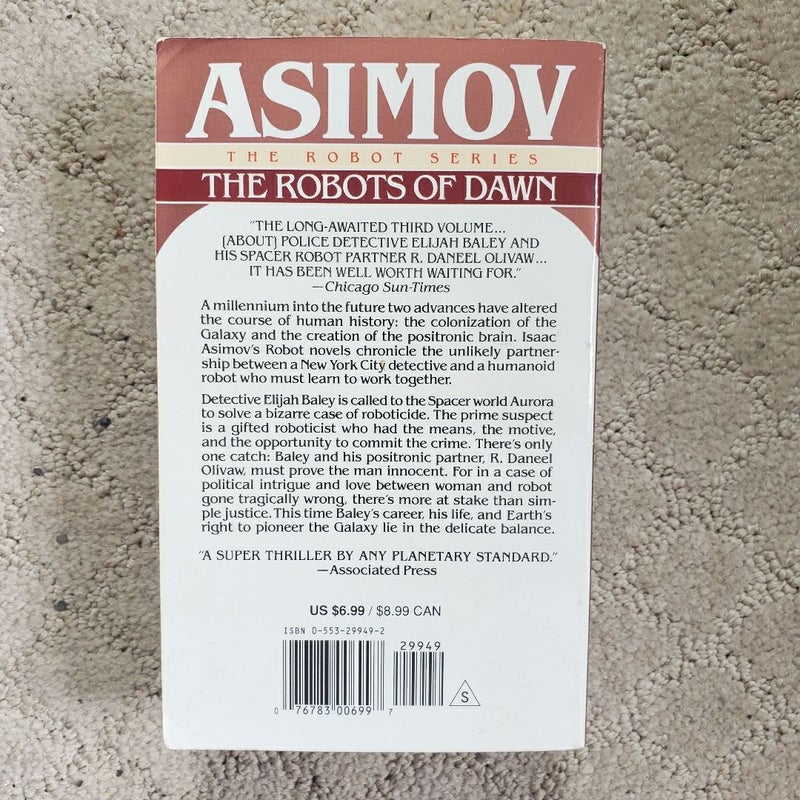 ASIMOV
THE ROBOT SERIES
THE ROBOTS OF DAWN
"THE LONG-AWAITED THIRD VOLUME...
(ABOUT) POLICE DETECTIVE ELIJAH BALEY AND
HIS SPACER ROBOT PARTNER R. DANEEL OLIVAW...
IT HAS BEEN WELL WORTH WAITING FOR."
—Chicago Sun-Times
A millennium into the future two advances have altered
the course of human history: the colonization of the
Galaxy and the creation of the positronic brain. Isaac
Asimov's Robot novels chronicle the unlikely partner-
ship between a New York City detective and a humanoid
robot who must learn to work together.
Detective Elijah Baley is called to the Spacer world Aurora
to solve a bizarre case of roboticide. The prime suspect
is a gifted roboticist who had the means, the motive,
and the opportunity to commit the crime. There's only
one catch: Baley and his positronic partner, R. Daneel
Olivaw, must prove the man innocent. For in a case of
political intrigue and love between woman and robot
gone tragically wrong, there's more at stake than sim-
ple justice. This time Baley's career, his life, and Earth's
right to pioneer the Galaxy lie in the delicate balance.
"A SUPER THRILLER BY ANY PLANETARY STANDARD."
—Associated Press
US $6.99 / $8.99 CAN
ISBN 0-553-29949-2
29949
S
0 76783 00699 7